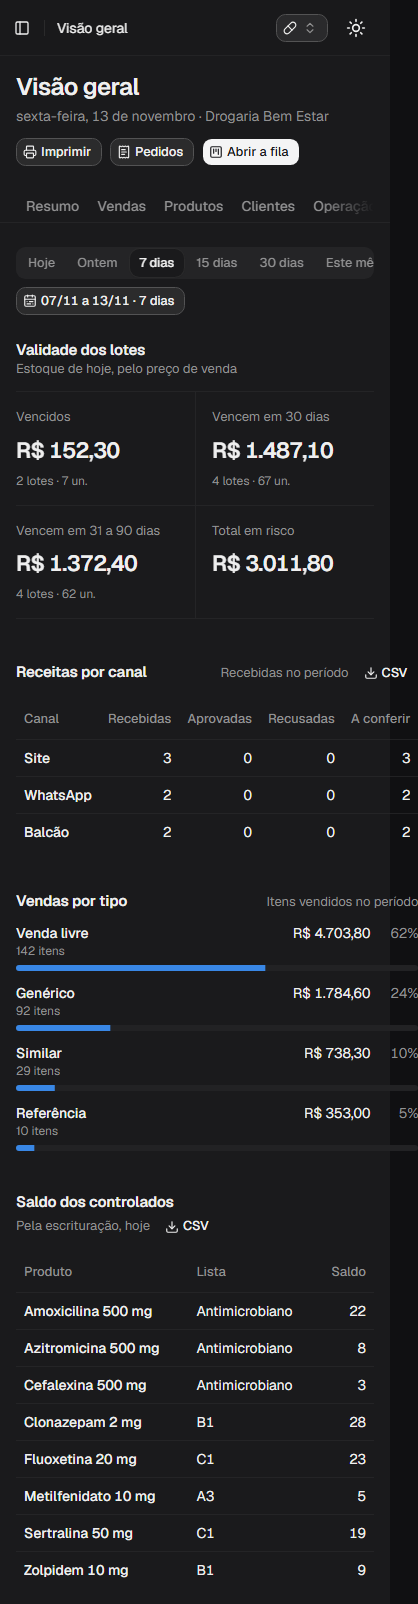 Visão geral
Visão geral
sexta-feira, 13 de novembro · Drogaria Bem Estar
Imprimir Pedidos Abrir a fila
Resumo Vendas Produtos Clientes
Hoje Ontem 7 dias 15 dias 30 dias Este mê
07/11 a 13/11 · 7 dias
Validade dos lotes
Estoque de hoje, pelo preço de venda
Vencidos Vencem em 30 dias
R$ 152,30 R$ 1.487,10
2 lotes · 7 un. 4 lotes · 67 un.
Vencem em 31 a 90 dias Total em risco
R$ 1.372,40 R$ 3.011,80
4 lotes · 62 un.
Receitas por canal Recebidas no período CSV
Canal Recebidas Aprovadas Recusadas A conferir
Site 3 0 0 3
WhatsApp 2 0 0 2
Balcão 2 0 0 2
Vendas por tipo Itens vendidos no período
Venda livre R$ 4.703,80 62%
142 itens
Genérico R$ 1.784,60 24%
92 itens
Similar R$ 738,30 10%
29 itens
Referência R$ 353,00 5%
10 itens
Saldo dos controlados
Pela escrituração, hoje CSV
Produto Lista Saldo
Amoxicilina 500 mg Antimicrobiano 22
Azitromicina 500 mg Antimicrobiano 8
Cefalexina 500 mg Antimicrobiano 3
Clonazepam 2 mg B1 28
Fluoxetina 20 mg C1 23
Metilfenidato 10 mg A3 5
Sertralina 50 mg C1 19
Zolpidem 10 mg B1 9